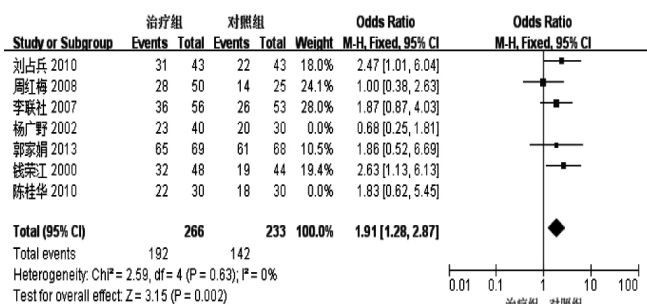 治疗组 对照组 Odds Ratio Odds Ratio
Study or Subgroup Events Total Events Total Weight M-H, Fixed, 95% CI M-H, Fixed, 95% CI
刘占兵 2010 31 43 22 43 18.0% 2.47 [1.01, 6.04]
周红梅 2008 28 50 14 25 24.1% 1.00 [0.38, 2.63]
李联社 2007 36 56 26 53 28.0% 1.87 [0.87, 4.03]
杨广野 2002 23 40 20 30 0.0% 0.68 [0.25, 1.81]
郭家娟 2013 65 69 61 68 10.5% 1.86 [0.52, 6.69]
钱荣江 2000 32 48 19 44 19.4% 2.63 [1.13, 6.13]
陈桂华 2010 22 30 18 30 0.0% 1.83 [0.62, 5.45]
Total (95% CI) 266 233 100.0% 1.91 [1.28, 2.87]
Total events 192 142
Heterogeneity: Chi² = 2.59, df = 4 (P = 0.63); I² = 0%
Test for overall effect: Z = 3.15 (P = 0.002)
0.01 0.1 1 10 100
治疗组 对照组